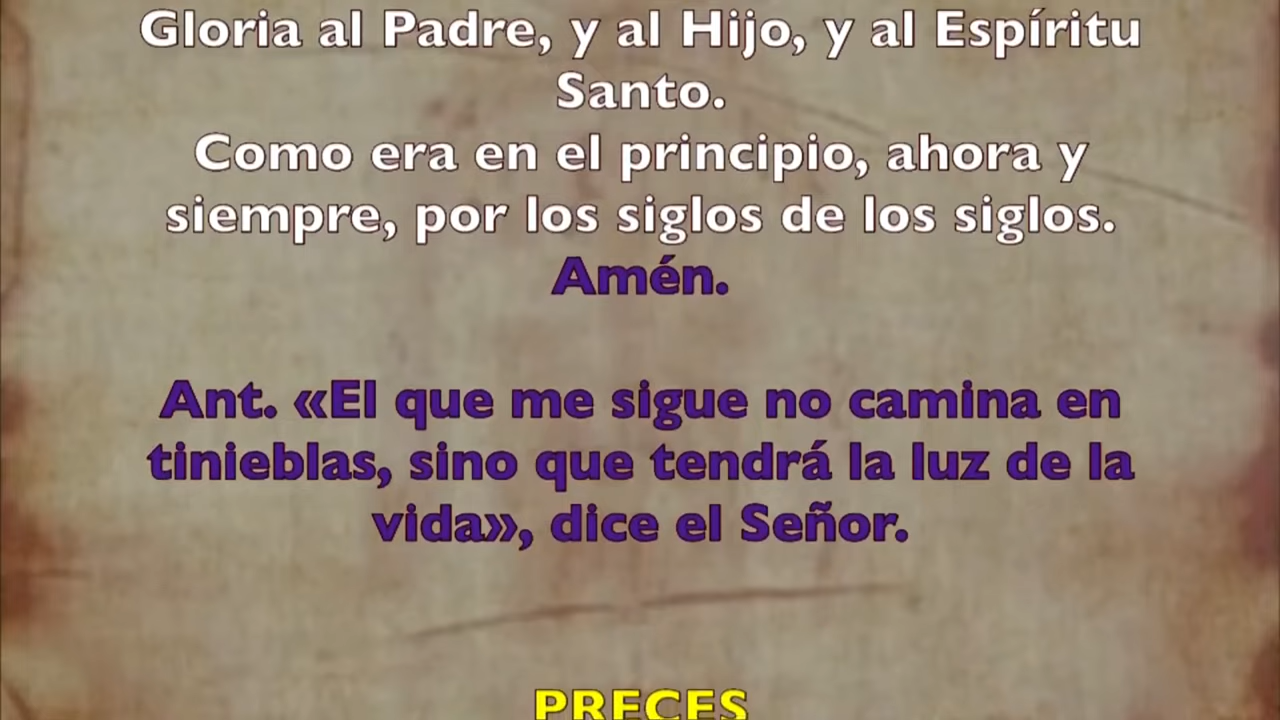 Gloria al Padre, y al Hijo, y al Espíritu
Santo.
Como era en el principio, ahora y
siempre, por los siglos de los siglos.
Amén.
Ant. «El que me sigue no camina en
tinieblas, sino que tendrá la luz de la
vida», dice el Señor.
PRECES